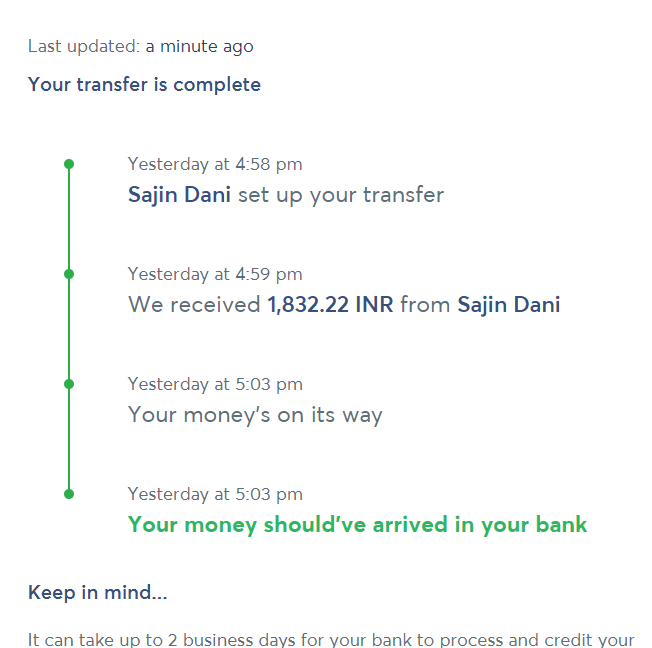 Last updated: a minute ago
Your transfer is complete
Yesterday at 4:58 pm
Sajin Dani set up your transfer
Yesterday at 4:59 pm
We received 1,832.22 INR from Sajin Dani
Yesterday at 5:03 pm
Your money's on its way
Yesterday at 5:03 pm
Your money should've arrived in your bank
Keep in mind...
It can take up to 2 business days for your bank to process and credit your